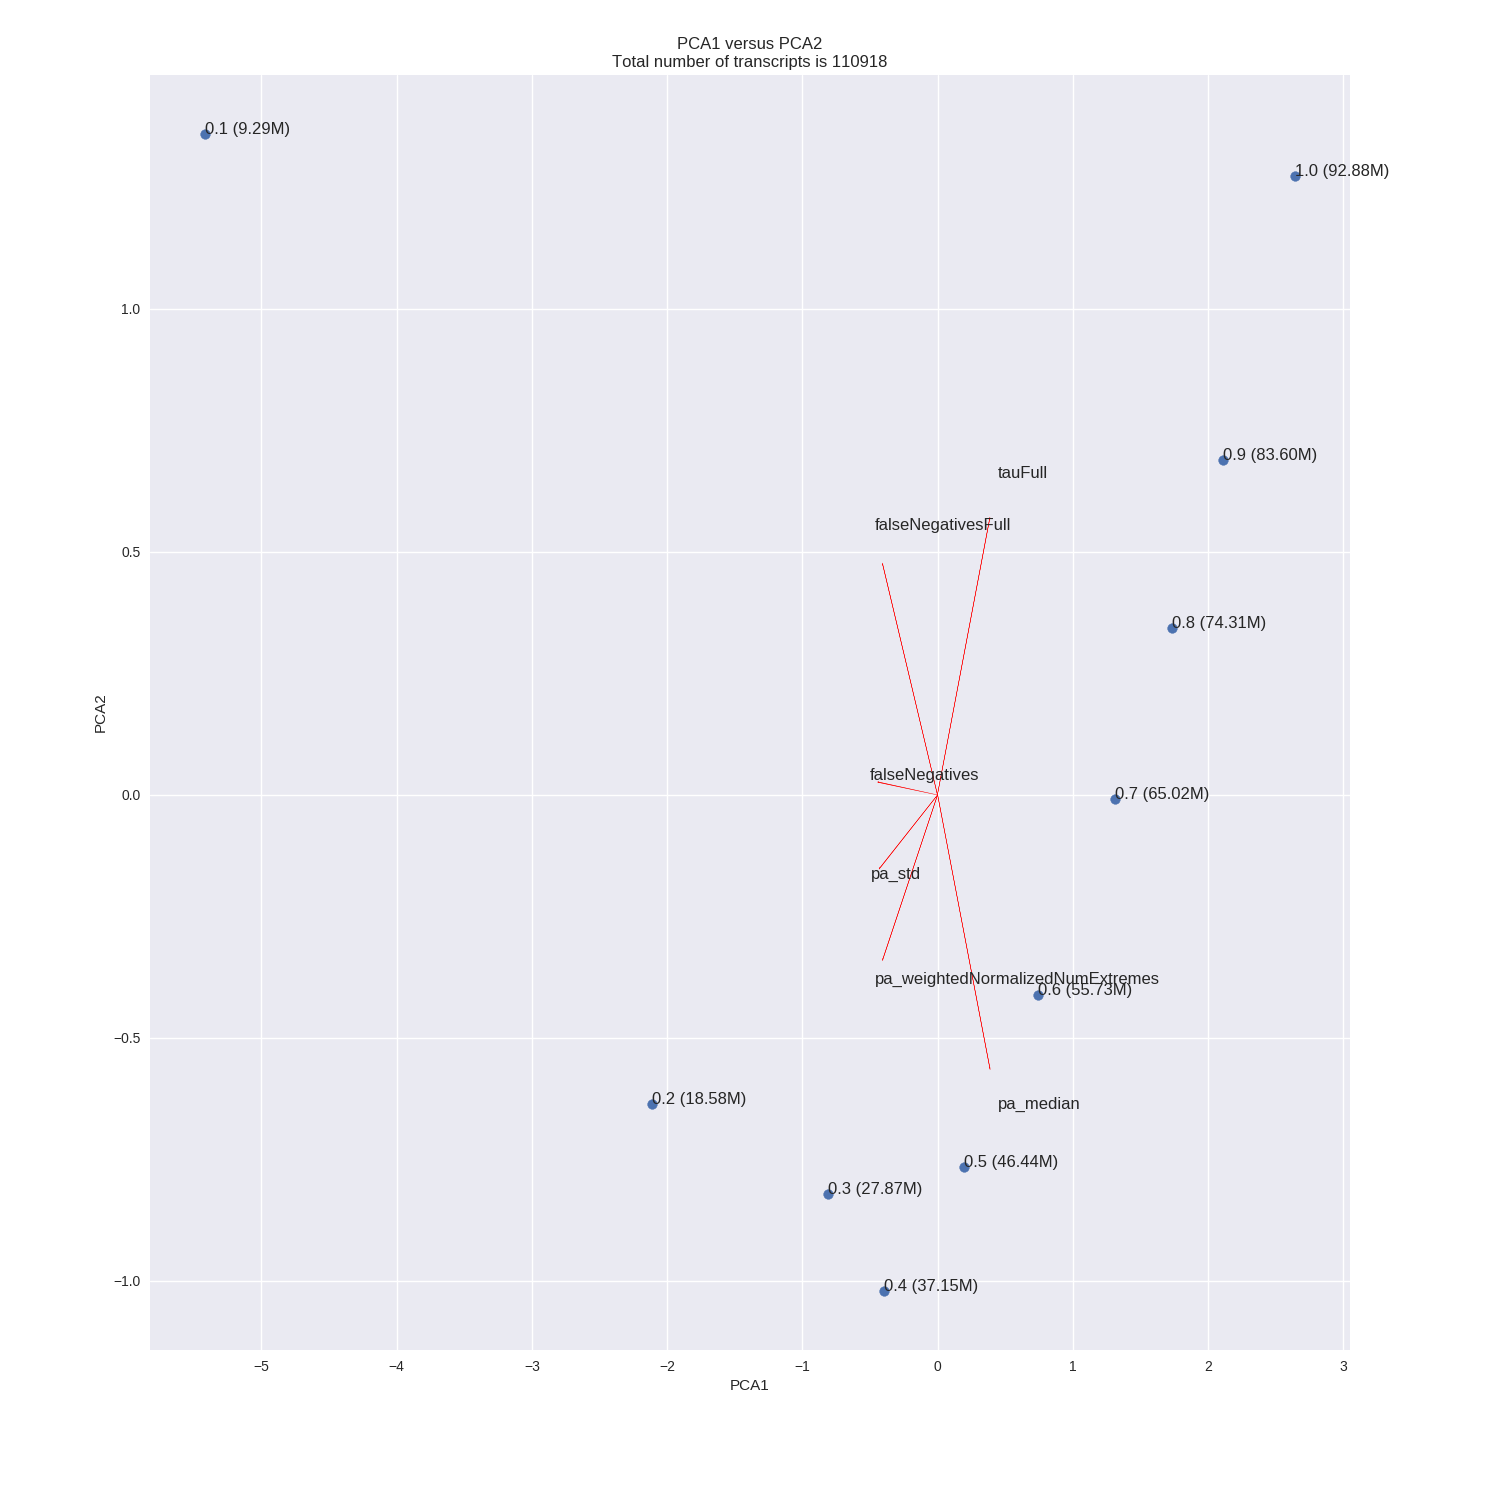 PCA1 versus PCA2
Total number of transcripts is 110918
0.1 (9.29M)
1.0 (92.88M)
1.0
0.9 (83.60M)
tauFull
falseNegativesFull
0.5
0.8 (74.31M)
PCA2
falseNegatives
0.0
0.7 (65.02M)
pa_std
pa_weightedNormalizedNumExtremes
0.6 (55.73M)
−0.5
0.2 (18.58M)
pa_median
0.5 (46.44M)
0.3 (27.87M)
−1.0
0.4 (37.15M)
−5 −4 −3 −2 −1 0 1 2 3
PCA1